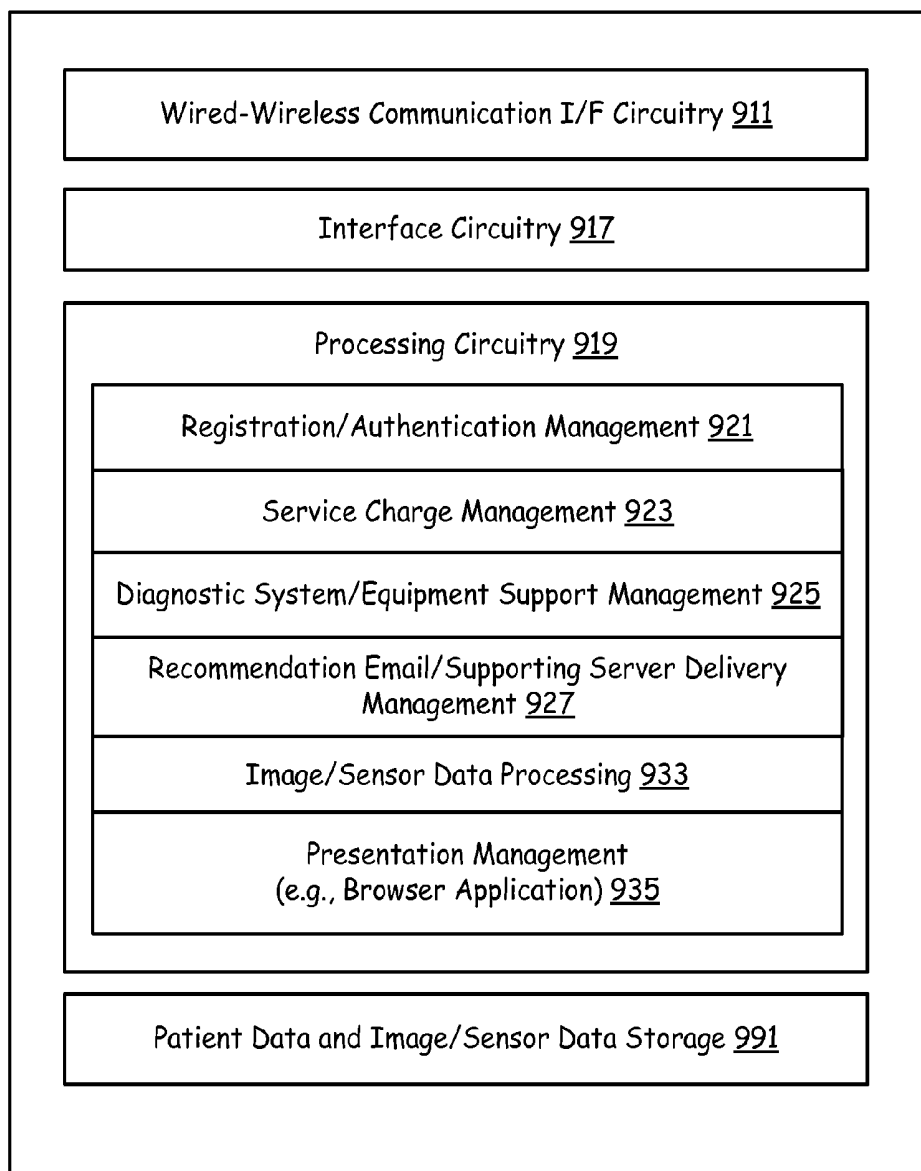 Wired-Wireless Communication I/F Circuitry 911
Interface Circuitry 917
Processing Circuitry 919
Registration/Authentication Management 921
Service Charge Management 923
Diagnostic System/Equipment Support Management 925
Recommendation Email/Supporting Server Delivery
Management 927
Image/Sensor Data Processing 933
Presentation Management
(e.g., Browser Application) 935
Patient Data and Image/Sensor Data Storage 991